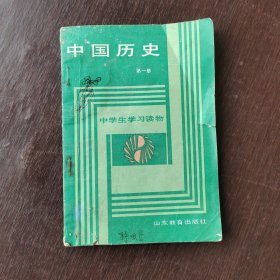 中国历史
第一册
中学生学习读物
山东教育出版社